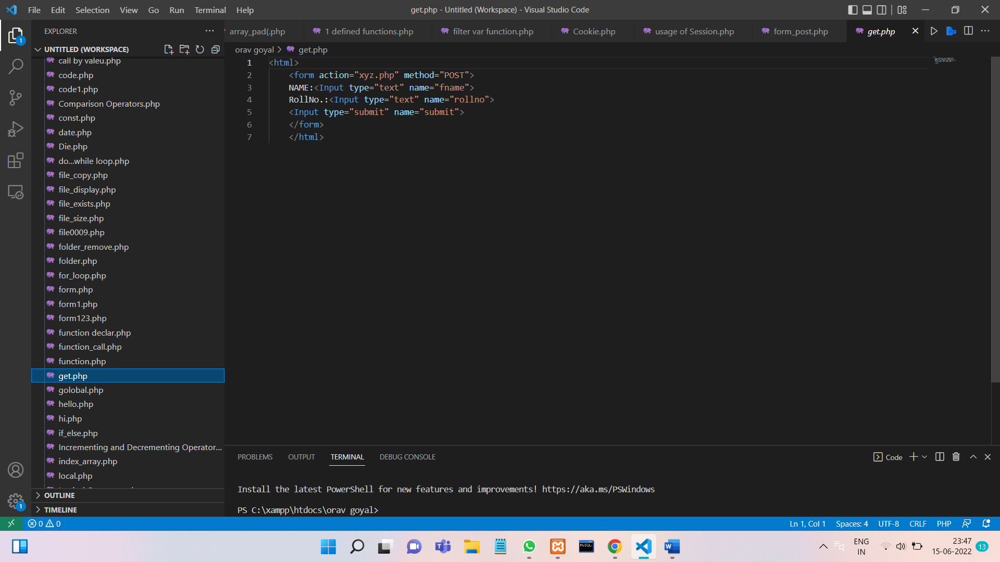 File Edit Selection View Go Run Terminal Help
get.php - Untitled (Workspace) - Visual Studio Code
EXPLORER
UNTITLED (WORKSPACE)
call by valeu.php
code.php
code1.php
Comparison Operators.php
const.php
date.php
Die.php
do...while loop.php
file_copy.php
file_display.php
file_exists.php
file_size.php
file0009.php
folder_remove.php
folder.php
for_loop.php
form.php
form1.php
form123.php
function declar.php
function_call.php
function.php
get.php
golobal.php
hello.php
hi.php
if_else.php
Incrementing and Decrementing Operator...
index_array.php
local.php
OUTLINE
TIMELINE
array_pad(.php
1 defined functions.php
filter var function.php
Cookie.php
usage of Session.php
form_post.php
get.php
orav goyal > get.php
1 <html>
2 <form action="xyz.php" method="POST">
3 NAME:<Input type="text" name="fname">
4 RollNo.:<Input type="text" name="rollno">
5 <Input type="submit" name="submit">
6 </form>
7 </html>
PROBLEMS OUTPUT TERMINAL DEBUG CONSOLE
Code
Install the latest PowerShell for new features and improvements! https://aka.ms/PSWindows
PS C:\xampp\htdocs\orav goyal>
0 0
Ln 1, Col 1 Spaces: 4 UTF-8 CRLF PHP
ENG
IN
23:47
15-06-2022
13